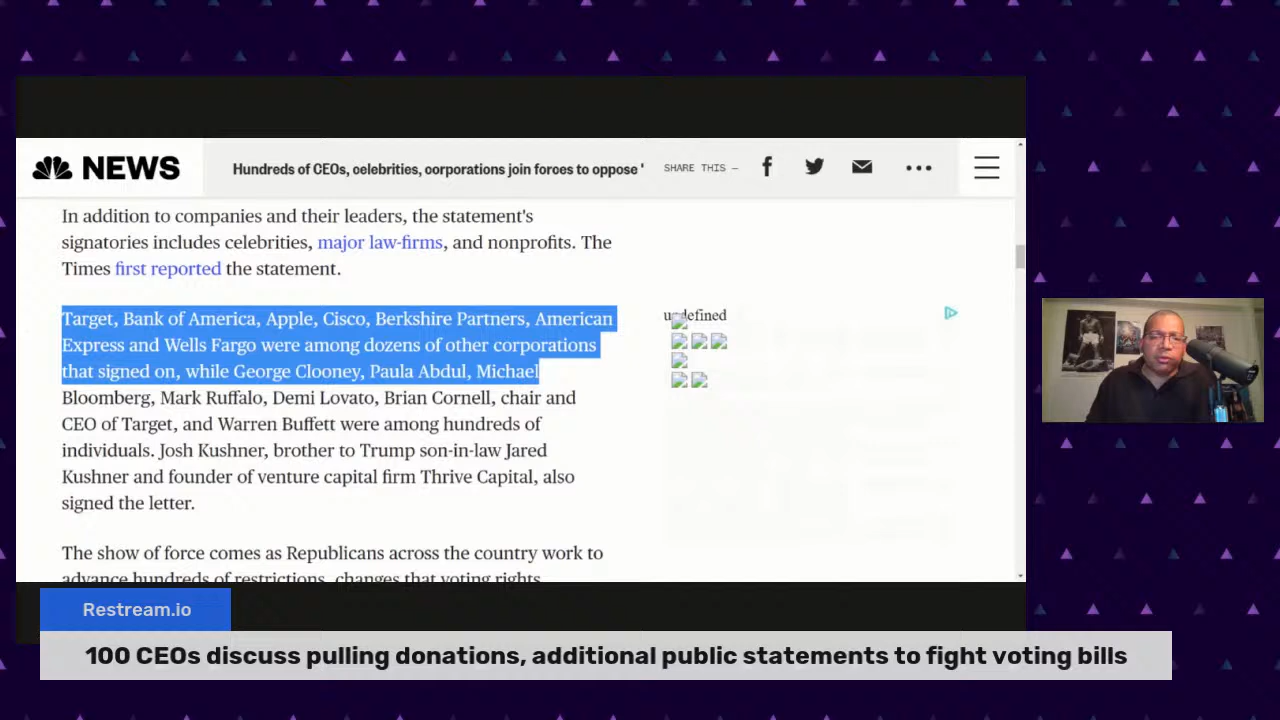 NEWS
Hundreds of CEOs, celebrities, corporations join forces to oppose '
SHARE THIS —
In addition to companies and their leaders, the statement's
signatories includes celebrities, major law-firms, and nonprofits. The
Times first reported the statement.
Target, Bank of America, Apple, Cisco, Berkshire Partners, American
Express and Wells Fargo were among dozens of other corporations
that signed on, while George Clooney, Paula Abdul, Michael
Bloomberg, Mark Ruffalo, Demi Lovato, Brian Cornell, chair and
CEO of Target, and Warren Buffett were among hundreds of
individuals. Josh Kushner, brother to Trump son-in-law Jared
Kushner and founder of venture capital firm Thrive Capital, also
signed the letter.
The show of force comes as Republicans across the country work to
advance hundreds of restrictions, changes that voting rights
undefined
Restream.io
100 CEOs discuss pulling donations, additional public statements to fight voting bills